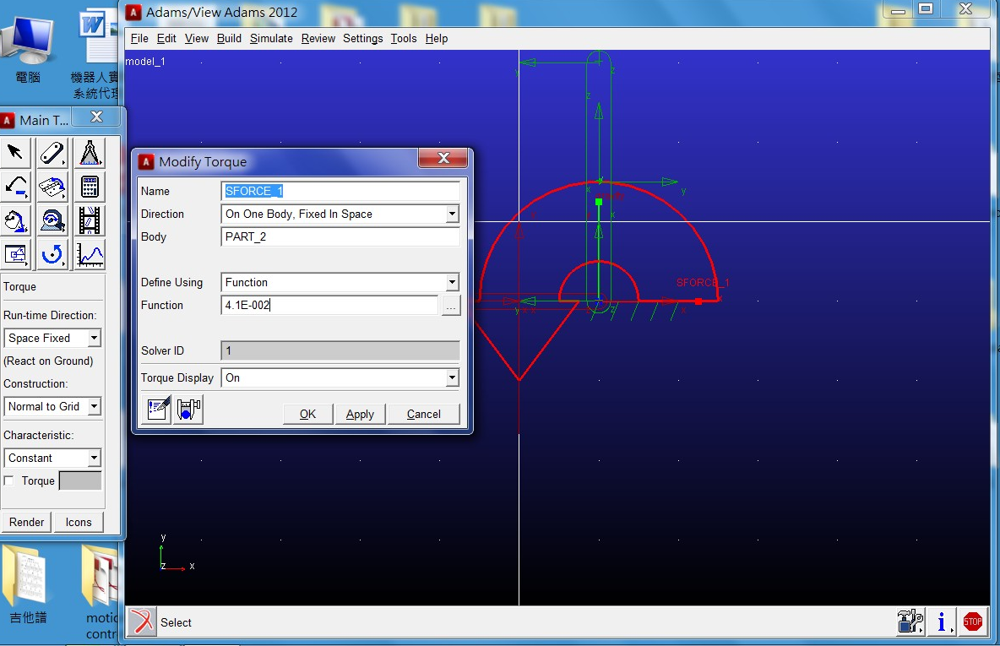 Adams/View Adams 2012
File Edit View Build Simulate Review Settings Tools Help
model_1
電腦
機器人實
系統代理
Main T...
Torque
Run-time Direction:
Space Fixed
(React on Ground)
Construction:
Normal to Grid
Characteristic:
Constant
Torque
Render Icons
Modify Torque
Name SFORCE_1
Direction On One Body, Fixed In Space
Body PART_2
Define Using Function
Function 4.1E-002 ...
Solver ID 1
Torque Display On
OK Apply Cancel
y
z
z
x
y
y
x
SFORCE_1
x
y
z
x
y
z x
吉他譜
motio
contr
Select
STOP